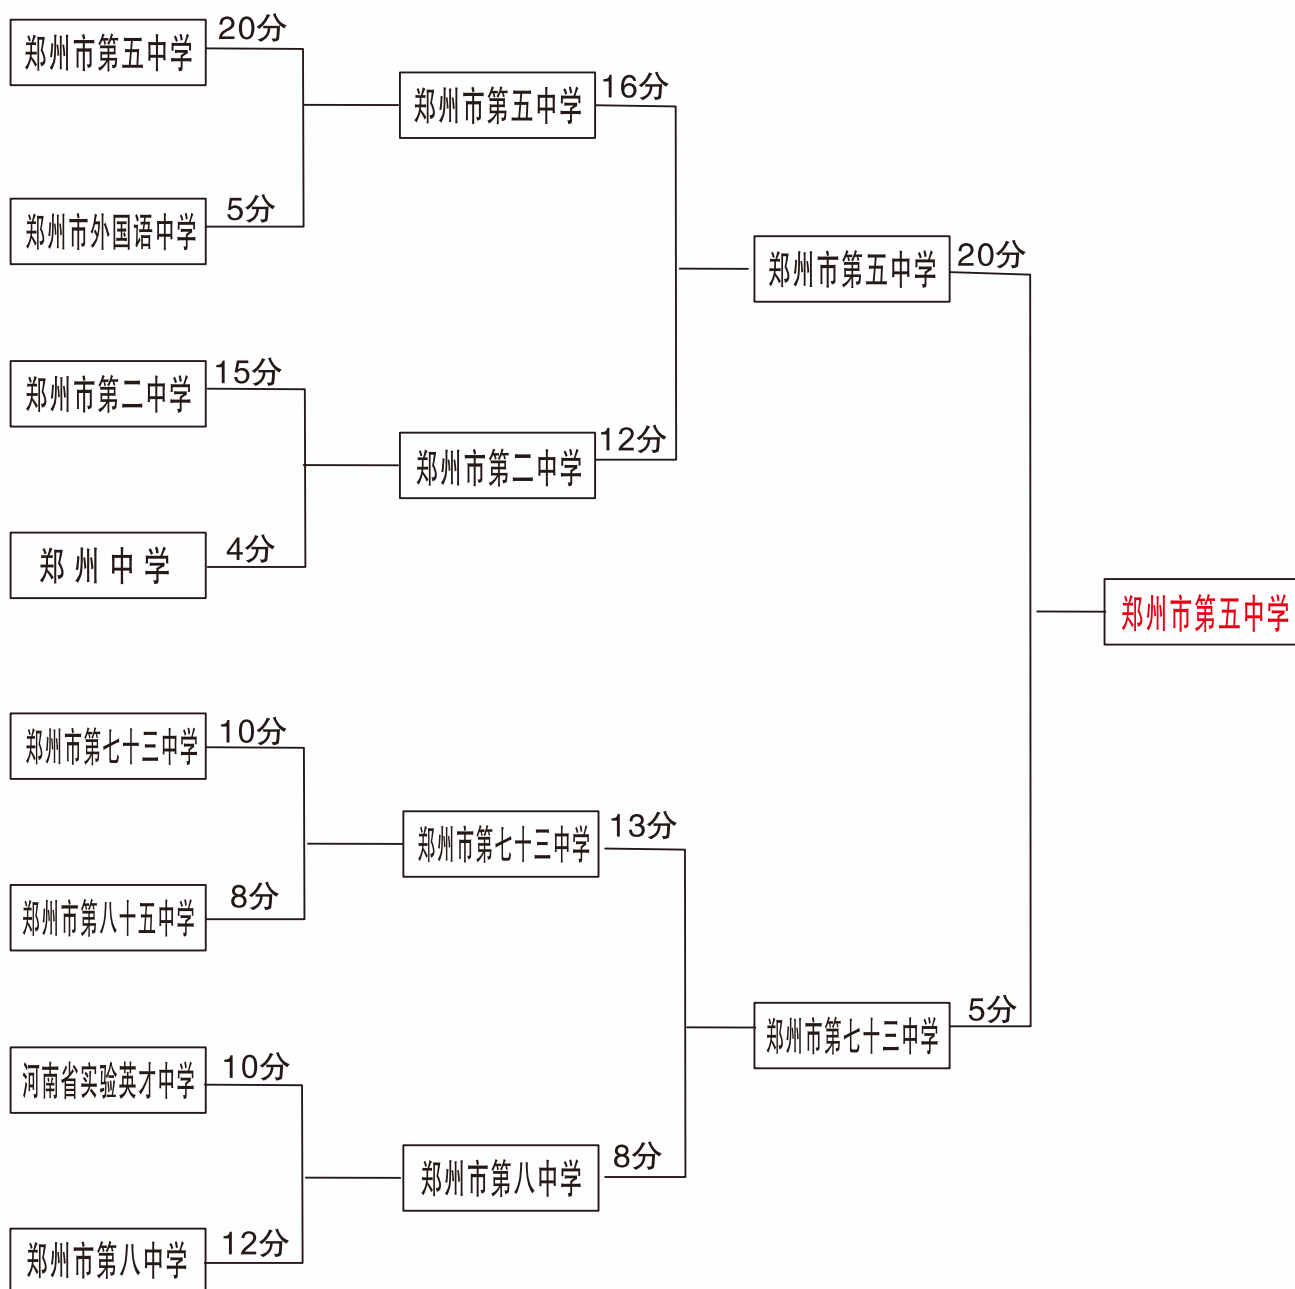 郑州市第五中学
20分
郑州市外国语中学
5分
郑州市第二中学
15分
郑州中学
4分
郑州市第七十三中学
10分
郑州市第八十五中学
8分
河南省实验英才中学
10分
郑州市第八中学
12分
郑州市第五中学
16分
郑州市第二中学
12分
郑州市第七十三中学
13分
郑州市第八中学
8分
郑州市第五中学
20分
郑州市第七十三中学
5分
郑州市第五中学